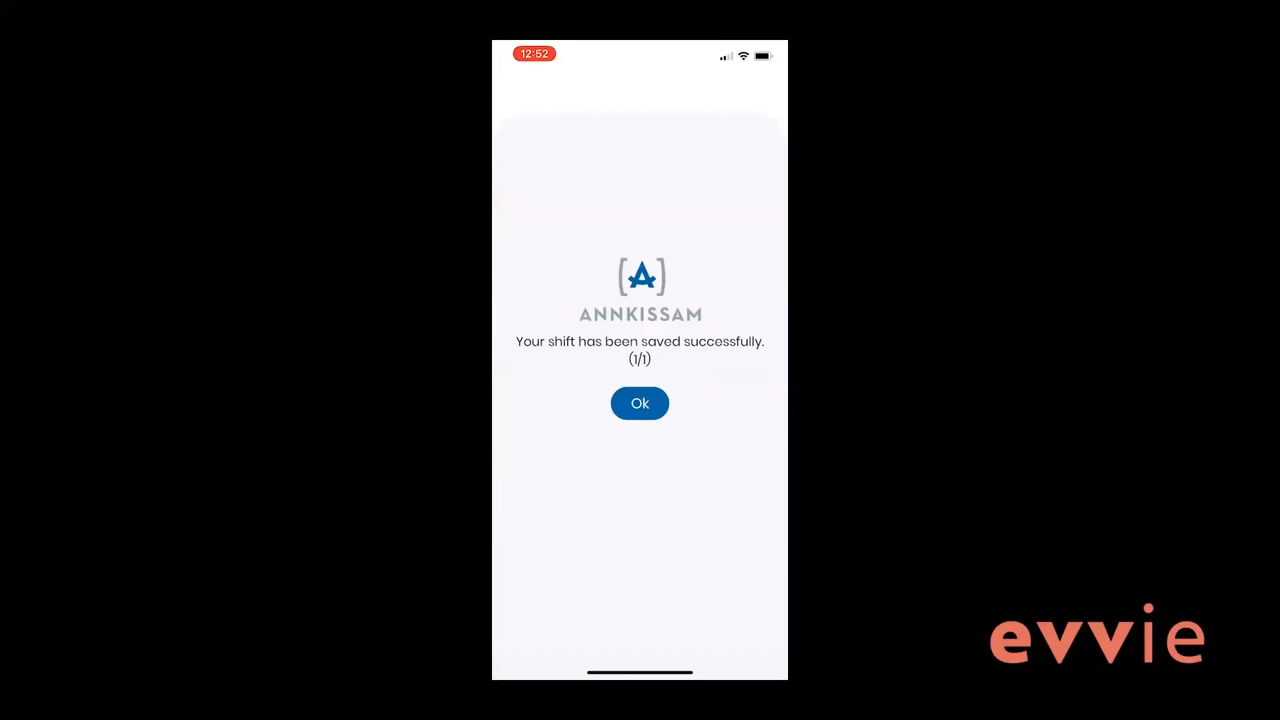 12:52
[A]
ANNKISSAM
Your shift has been saved successfully.
(1/1)
Ok
evvie